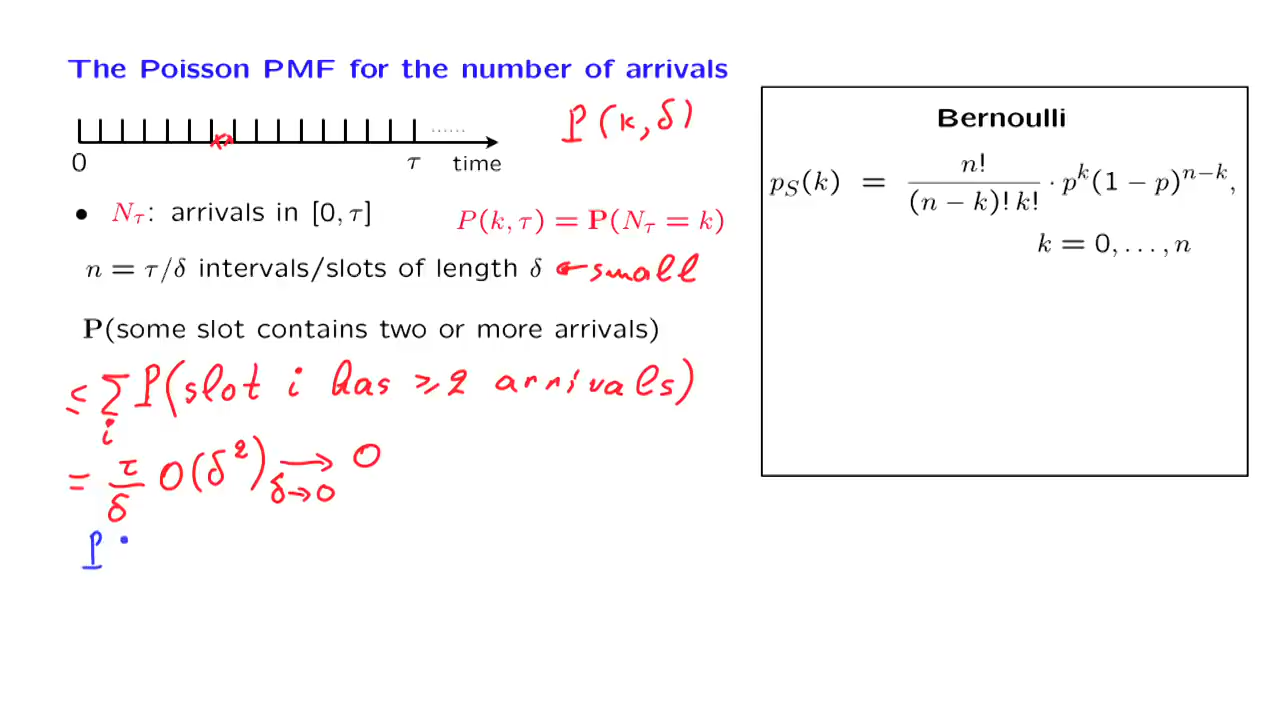 The Poisson PMF for the number of arrivals
0 τ time
P(k, δ)
• N_τ: arrivals in [0, τ] P(k, τ) = P(N_τ = k)
n = τ/δ intervals/slots of length δ ← small
P(some slot contains two or more arrivals)
≤ ∑_i P(slot i has ≥ 2 arrivals)
= τ/δ O(δ²) →_{δ→0} 0
P
Bernoulli
p_S(k) = n!/((n − k)! k!) · p^k(1 − p)^{n−k},
k = 0, . . . , n